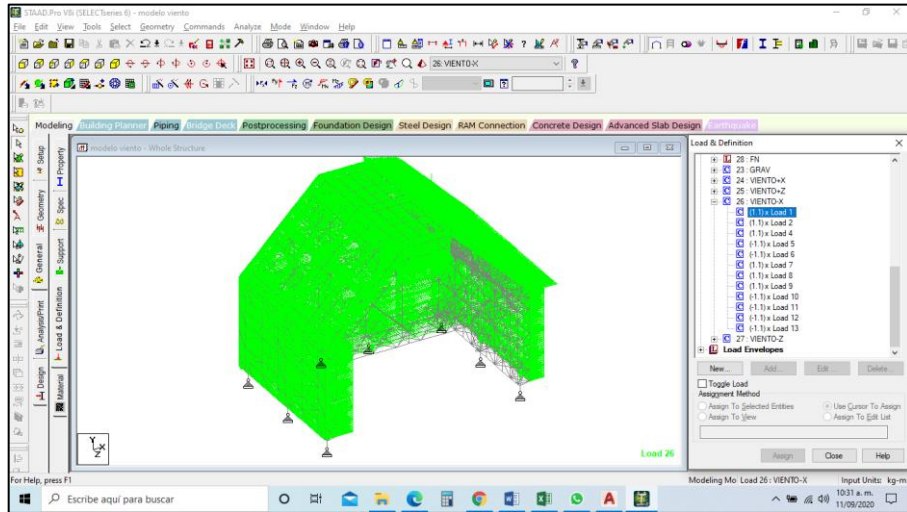 STAAD.Pro V8i (SELECTseries 6) - modelo viento
File Edit View Tools Select Geometry Commands Analyze Mode Window Help
26: VIENTO-X
Modeling Building Planner Piping Bridge Deck Postprocessing Foundation Design Steel Design RAM Connection Concrete Design Advanced Slab Design Earthquake
Setup
Geometry
General
Analysis/Print
Design
Property
Spec
Support
Load & Definition
Material
modelo viento - Whole Structure
Y
X
Z
Load 26
Load & Definition
28 : FN
23 : GRAV
24 : VIENTO+X
25 : VIENTO+Z
26 : VIENTO-X
(1.1) x Load 1
(1.1) x Load 2
(1.1) x Load 4
(-1.1) x Load 5
(-1.1) x Load 6
(1.1) x Load 7
(1.1) x Load 8
(1.1) x Load 9
(-1.1) x Load 10
(-1.1) x Load 11
(-1.1) x Load 12
(-1.1) x Load 13
27 : VIENTO-Z
Load Envelopes
New... Add... Edit... Delete...
Toggle Load
Assignment Method
Assign To Selected Entities Use Cursor To Assign
Assign To View Assign To Edit List
Assign Close Help
For Help, press F1
Modeling Mo Load 26 : VIENTO-X Input Units: kg-m
Escribe aquí para buscar
10:31 a. m.
11/09/2020